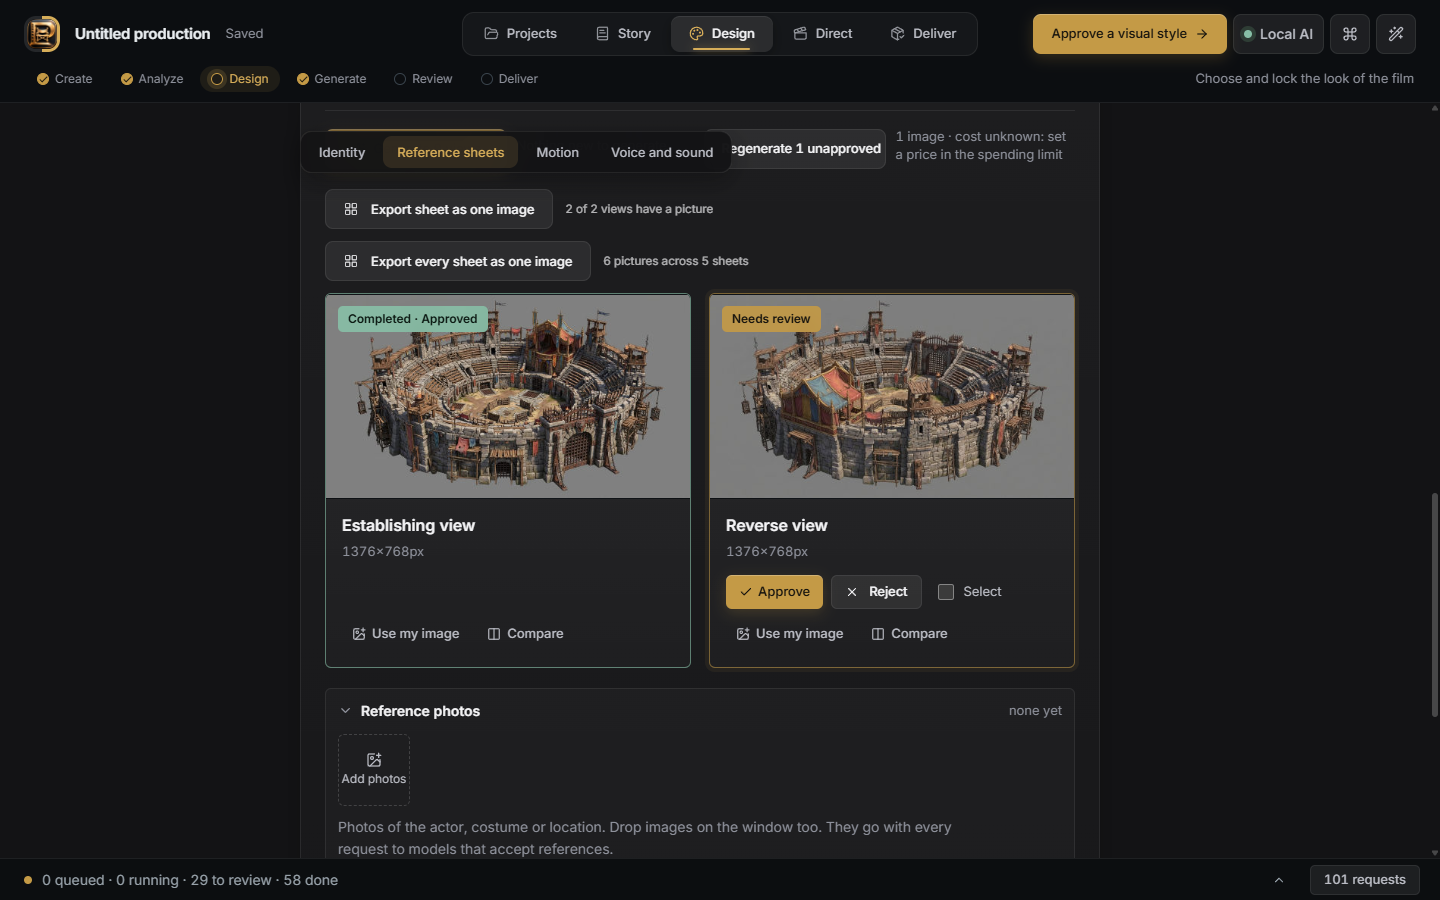 Untitled production
Saved
Projects
Story
Design
Direct
Deliver
Approve a visual style
Local AI
Create
Analyze
Design
Generate
Review
Deliver
Choose and lock the look of the film
Identity
Reference sheets
Motion
Voice and sound
egenerate 1 unapproved
1 image · cost unknown: set
a price in the spending limit
Export sheet as one image
2 of 2 views have a picture
Export every sheet as one image
6 pictures across 5 sheets
Completed · Approved
Needs review
Establishing view
1376×768px
Use my image
Compare
Reverse view
1376×768px
Approve
Reject
Select
Use my image
Compare
Reference photos
none yet
Add photos
Photos of the actor, costume or location. Drop images on the window too. They go with every
request to models that accept references.
0 queued · 0 running · 29 to review · 58 done
101 requests